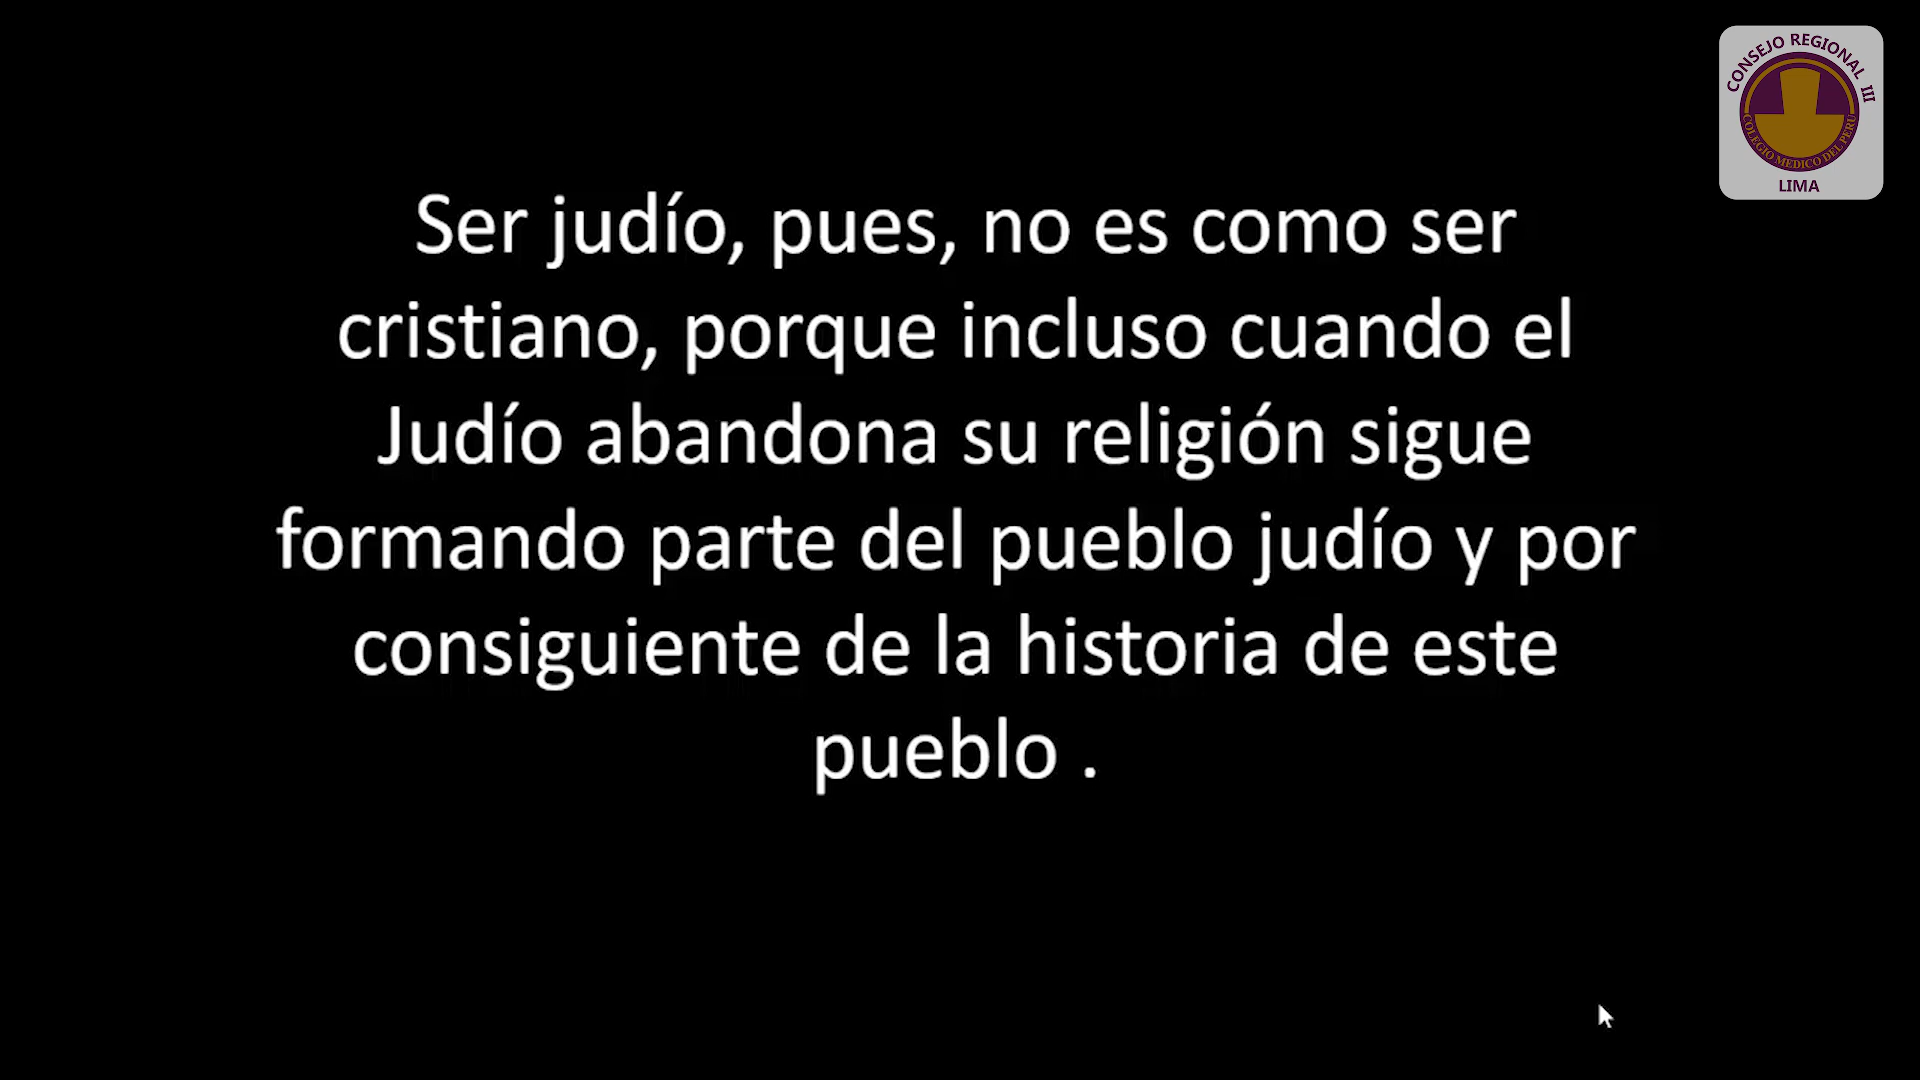 CONSEJO REGIONAL III
COLEGIO MEDICO DEL PERU
LIMA
Ser judío, pues, no es como ser
cristiano, porque incluso cuando el
Judío abandona su religión sigue
formando parte del pueblo judío y por
consiguiente de la historia de este
pueblo .